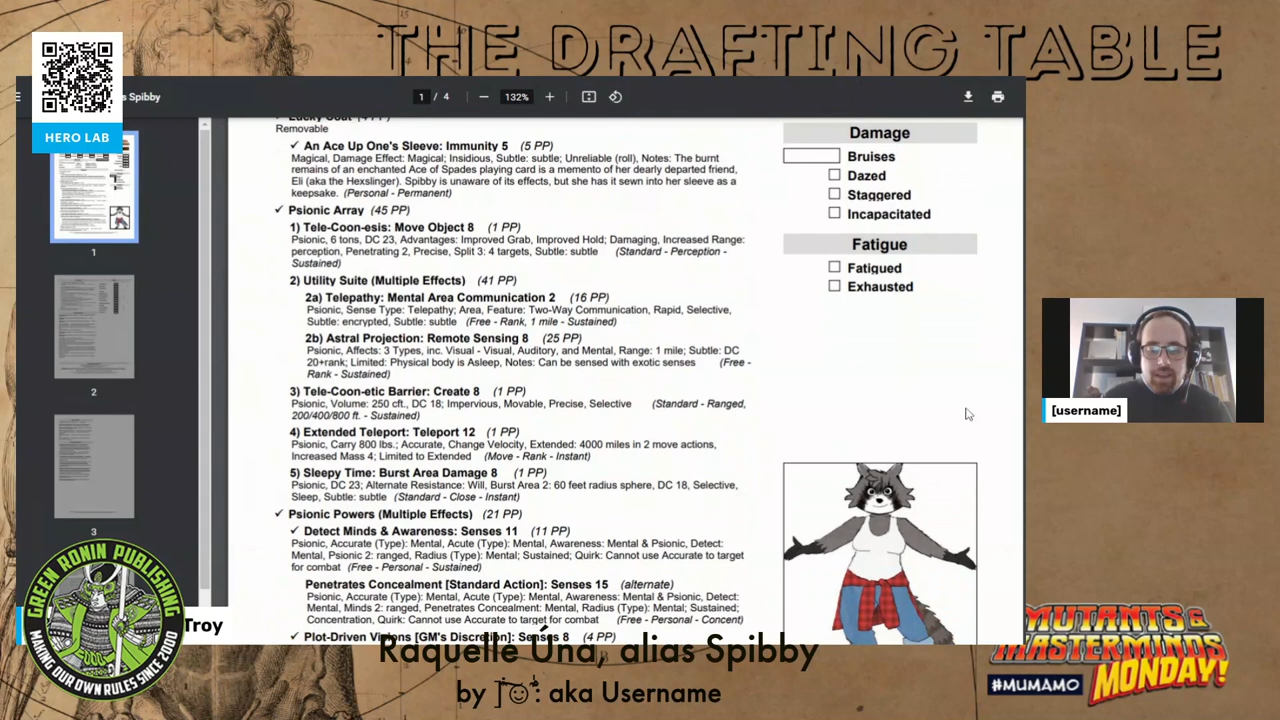 THE DRAFTING TABLE
HERO LAB
as Spibby
1 / 4
132%
Lucky Coat (4 PP)
Removable
✓ An Ace Up One's Sleeve: Immunity 5 (5 PP)
Magical, Damage Effect: Magical; Insidious, Subtle: subtle; Unreliable (roll), Notes: The burnt
remains of an enchanted Ace of Spades playing card is a memento of her dearly departed friend,
Eli (aka the Hexslinger). Spibby is unaware of its effects, but she has it sewn into her sleeve as a
keepsake. (Personal - Permanent)
✓ Psionic Array (45 PP)
1) Tele-Coon-esis: Move Object 8 (1 PP)
Psionic, 6 tons, DC 23, Advantages: Improved Grab, Improved Hold; Damaging, Increased Range:
perception, Penetrating 2, Precise, Split 3: 4 targets, Subtle: subtle (Standard - Perception -
Sustained)
2) Utility Suite (Multiple Effects) (41 PP)
2a) Telepathy: Mental Area Communication 2 (16 PP)
Psionic, Sense Type: Telepathy; Area, Feature: Two-Way Communication, Rapid, Selective,
Subtle: encrypted, Subtle: subtle (Free - Rank, 1 mile - Sustained)
2b) Astral Projection: Remote Sensing 8 (25 PP)
Psionic, Affects: 3 Types, inc. Visual - Visual, Auditory, and Mental, Range: 1 mile; Subtle: DC
20+rank; Limited: Physical body is Asleep, Notes: Can be sensed with exotic senses (Free -
Rank - Sustained)
3) Tele-Coon-etic Barrier: Create 8 (1 PP)
Psionic, Volume: 250 cft., DC 18; Impervious, Movable, Precise, Selective (Standard - Ranged,
200/400/800 ft. - Sustained)
4) Extended Teleport: Teleport 12 (1 PP)
Psionic, Carry 800 lbs.; Accurate, Change Velocity, Extended: 4000 miles in 2 move actions,
Increased Mass 4; Limited to Extended (Move - Rank - Instant)
5) Sleepy Time: Burst Area Damage 8 (1 PP)
Psionic, DC 23; Alternate Resistance: Will, Burst Area 2: 60 feet radius sphere, DC 18, Selective,
Sleep, Subtle: subtle (Standard - Close - Instant)
✓ Psionic Powers (Multiple Effects) (21 PP)
✓ Detect Minds & Awareness: Senses 11 (11 PP)
Psionic, Accurate (Type): Mental, Acute (Type): Mental, Awareness: Mental & Psionic, Detect:
Mental, Psionic 2: ranged, Radius (Type): Mental; Sustained; Quirk: Cannot use Accurate to target
for combat (Free - Personal - Sustained)
Penetrates Concealment [Standard Action]: Senses 15 (alternate)
Psionic, Accurate (Type): Mental, Acute (Type): Mental, Awareness: Mental & Psionic, Detect:
Mental, Minds 2: ranged, Penetrates Concealment: Mental, Radius (Type): Mental; Sustained;
Concentration, Quirk: Cannot use Accurate to target for combat (Free - Personal - Concent)
✓ Plot-Driven Visions [GM's Discretion]: Senses 8 (4 PP)
Damage
Bruises
Dazed
Staggered
Incapacitated
Fatigue
Fatigued
Exhausted
1
2
3
[username]
GREEN RONIN PUBLISHING
MAKING OUR OWN RULES SINCE 2000
Troy
Raquelle Úna, alias Spibby
aka Username
by
MUTANTS &
MASTERMINDS
MONDAY!
#MUMAMO